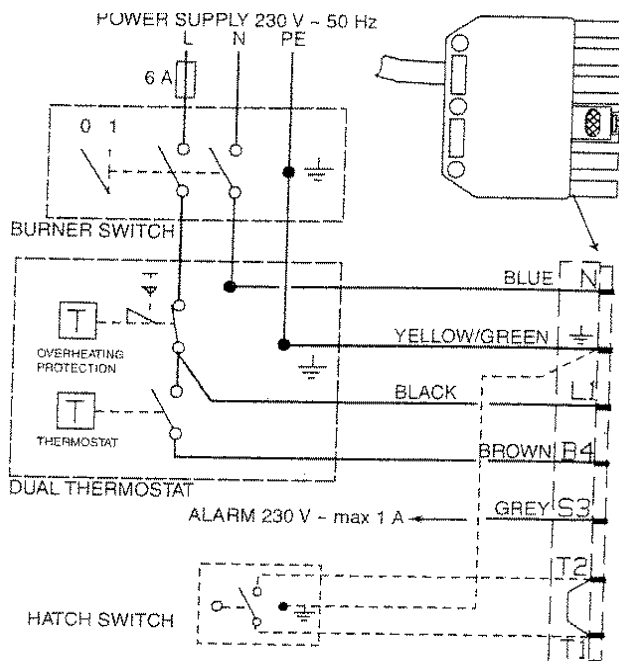 POWER SUPPLY 230 V ~ 50 Hz
L N PE
6 A
0 1
BURNER SWITCH
BLUE N
YELLOW/GREEN
T
OVERHEATING
PROTECTION
BLACK L1
T
THERMOSTAT
BROWN B4
DUAL THERMOSTAT
GREY S3
ALARM 230 V ~ max 1 A
T2
HATCH SWITCH
T1